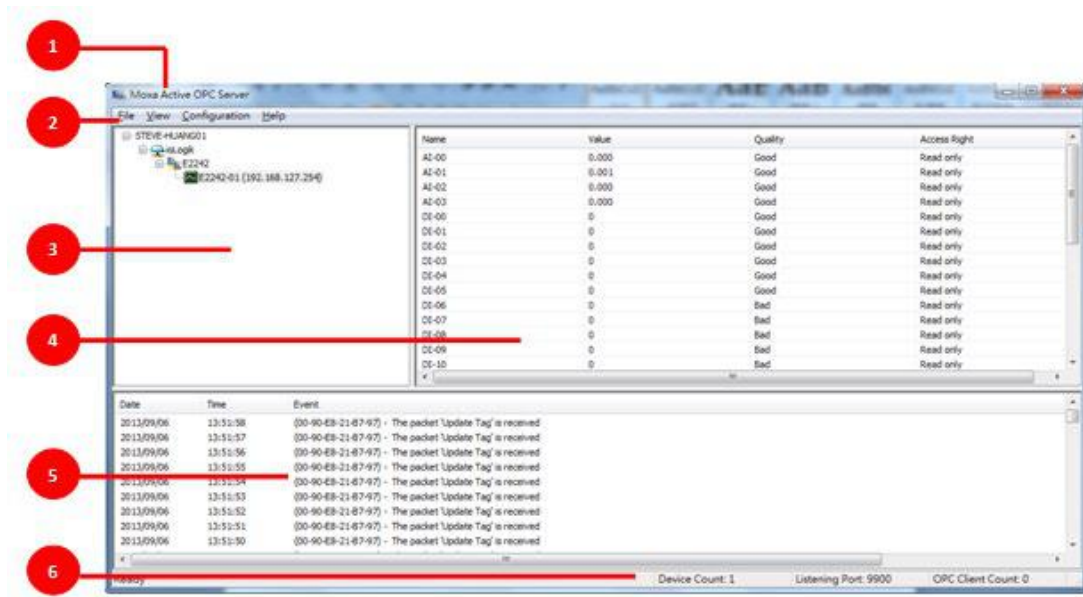 1
Moxa Active OPC Server
2
File View Configuration Help
STEVE-HUANG01
ioLogik
E2242
E2242-01 (192.168.127.254)
3
4
Name Value Quality Access Right
AI-00 0.000 Good Read only
AI-01 0.001 Good Read only
AI-02 0.000 Good Read only
AI-03 0.000 Good Read only
DI-00 0 Good Read only
DI-01 0 Good Read only
DI-02 0 Good Read only
DI-03 0 Good Read only
DI-04 0 Good Read only
DI-05 0 Good Read only
DI-06 0 Bad Read only
DI-07 0 Bad Read only
DI-08 0 Bad Read only
DI-09 0 Bad Read only
DI-10 0 Bad Read only
5
Date Time Event
2013/09/06 13:51:58 (00-90-E8-21-B7-97) - The packet 'Update Tag' is received
2013/09/06 13:51:57 (00-90-E8-21-B7-97) - The packet 'Update Tag' is received
2013/09/06 13:51:56 (00-90-E8-21-B7-97) - The packet 'Update Tag' is received
2013/09/06 13:51:55 (00-90-E8-21-B7-97) - The packet 'Update Tag' is received
2013/09/06 13:51:54 (00-90-E8-21-B7-97) - The packet 'Update Tag' is received
2013/09/06 13:51:53 (00-90-E8-21-B7-97) - The packet 'Update Tag' is received
2013/09/06 13:51:52 (00-90-E8-21-B7-97) - The packet 'Update Tag' is received
2013/09/06 13:51:51 (00-90-E8-21-B7-97) - The packet 'Update Tag' is received
2013/09/06 13:51:50 (00-90-E8-21-B7-97) - The packet 'Update Tag' is received
6
Ready Device Count: 1 Listening Port: 9900 OPC Client Count: 0